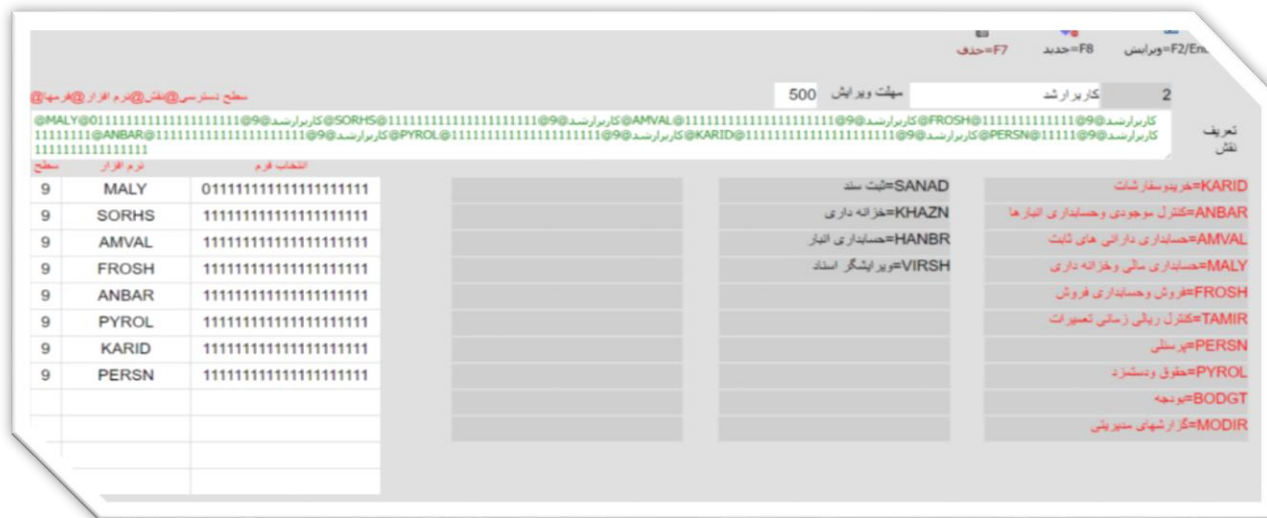 F7=حذف F8=جدید F2/En=ویرایش
2 کاربرارشد مهلت ویرایش 500
سطح دسترسی@نقش@نرم افزار@فرمها@
تعریف نقش
سطح نرم افزار انتخاب فرم
9 MALY 01111111111111111111
9 SORHS 11111111111111111111
9 AMVAL 11111111111111111111
9 FROSH 11111111111111111111
9 ANBAR 11111111111111111111
9 PYROL 11111111111111111111
9 KARID 11111111111111111111
9 PERSN 11111111111111111111
SANAD=ثبت سند
KHAZN=خزانه داری
HANBR=حسابداری انبار
VIRSH=ویرایشگر اسناد
KARID=خریدوسفارشات
ANBAR=کنترل موجودی وحسابداری انبارها
AMVAL=حسابداری دارائی های ثابت
MALY=حسابداری مالی وخزانه داری
FROSH=فروش وحسابداری فروش
TAMIR=کنترل ریالی زمانی تعمیرات
PERSN=پرسنلی
PYROL=حقوق ودستمزد
BODGT=بودجه
MODIR=گزارشهای مدیریتی